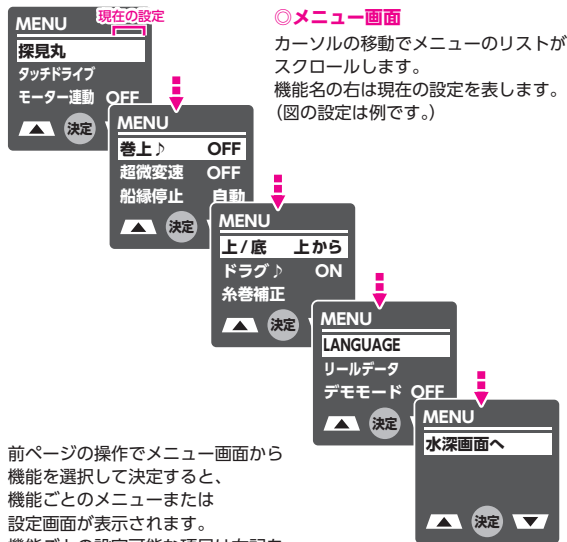 現在の設定
MENU
探見丸
タッチドライブ
モーター連動 OFF
決定
◎メニュー画面
カーソルの移動でメニューのリストが
スクロールします。
機能名の右は現在の設定を表します。
(図の設定は例です。)
MENU
巻上♪ OFF
超微変速 OFF
船縁停止 自動
決定
MENU
上/底 上から
ドラグ♪ ON
糸巻補正
決定
MENU
LANGUAGE
リールデータ
デモモード OFF
決定
MENU
水深画面へ
決定
前ページの操作でメニュー画面から
機能を選択して決定すると、
機能ごとのメニューまたは
設定画面が表示されます。